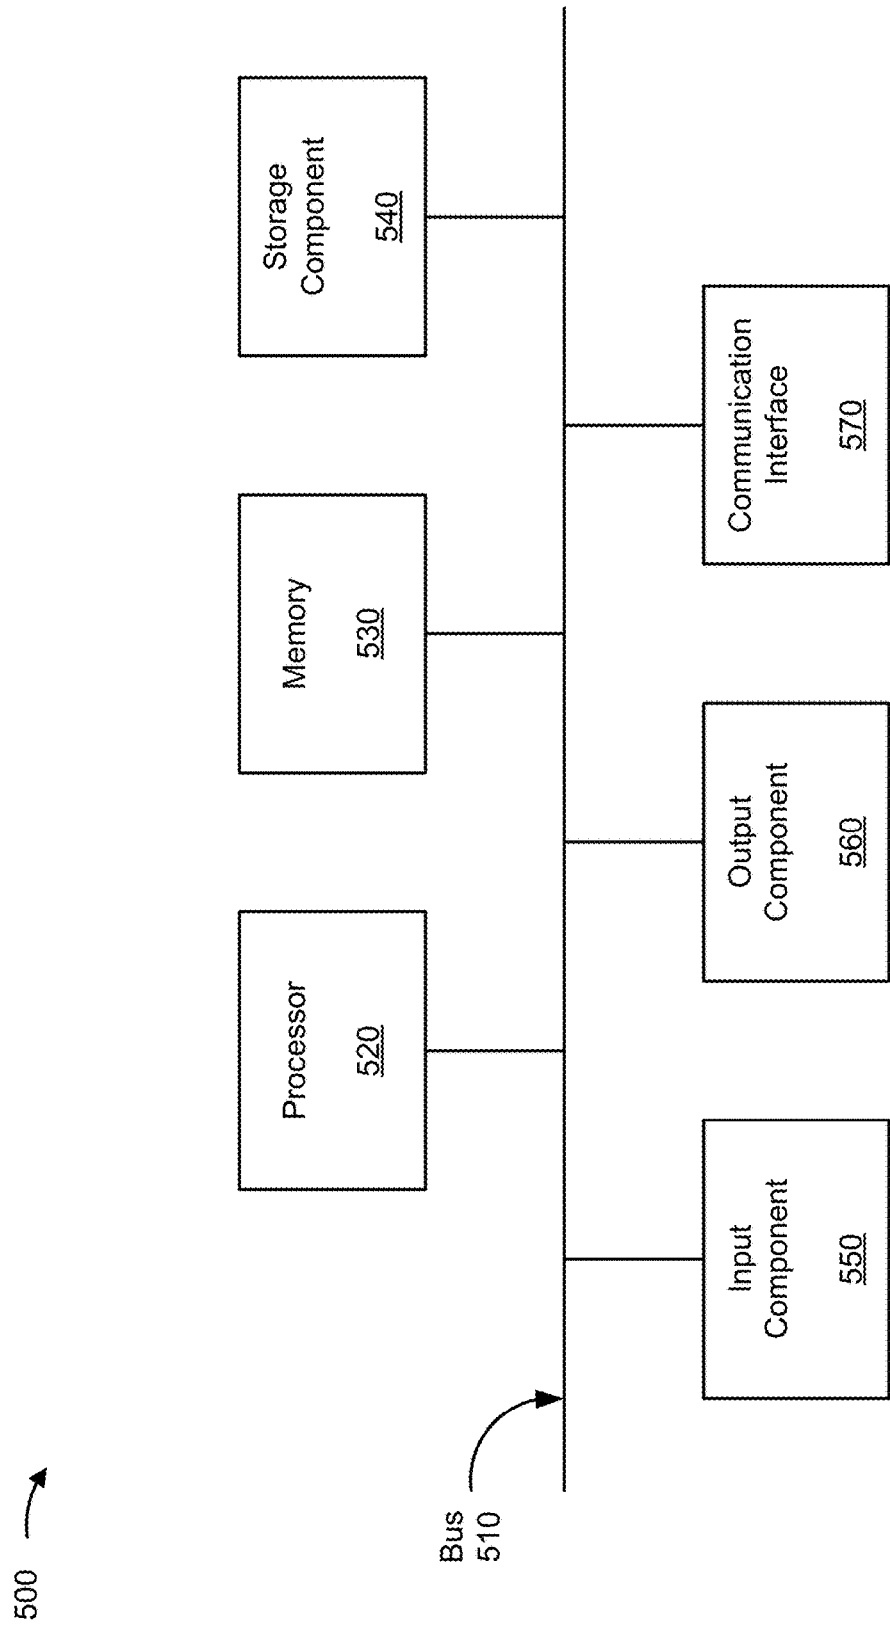 500
Processor
520
Memory
530
Storage
Component
540
Bus
510
Input
Component
550
Output
Component
560
Communication
Interface
570